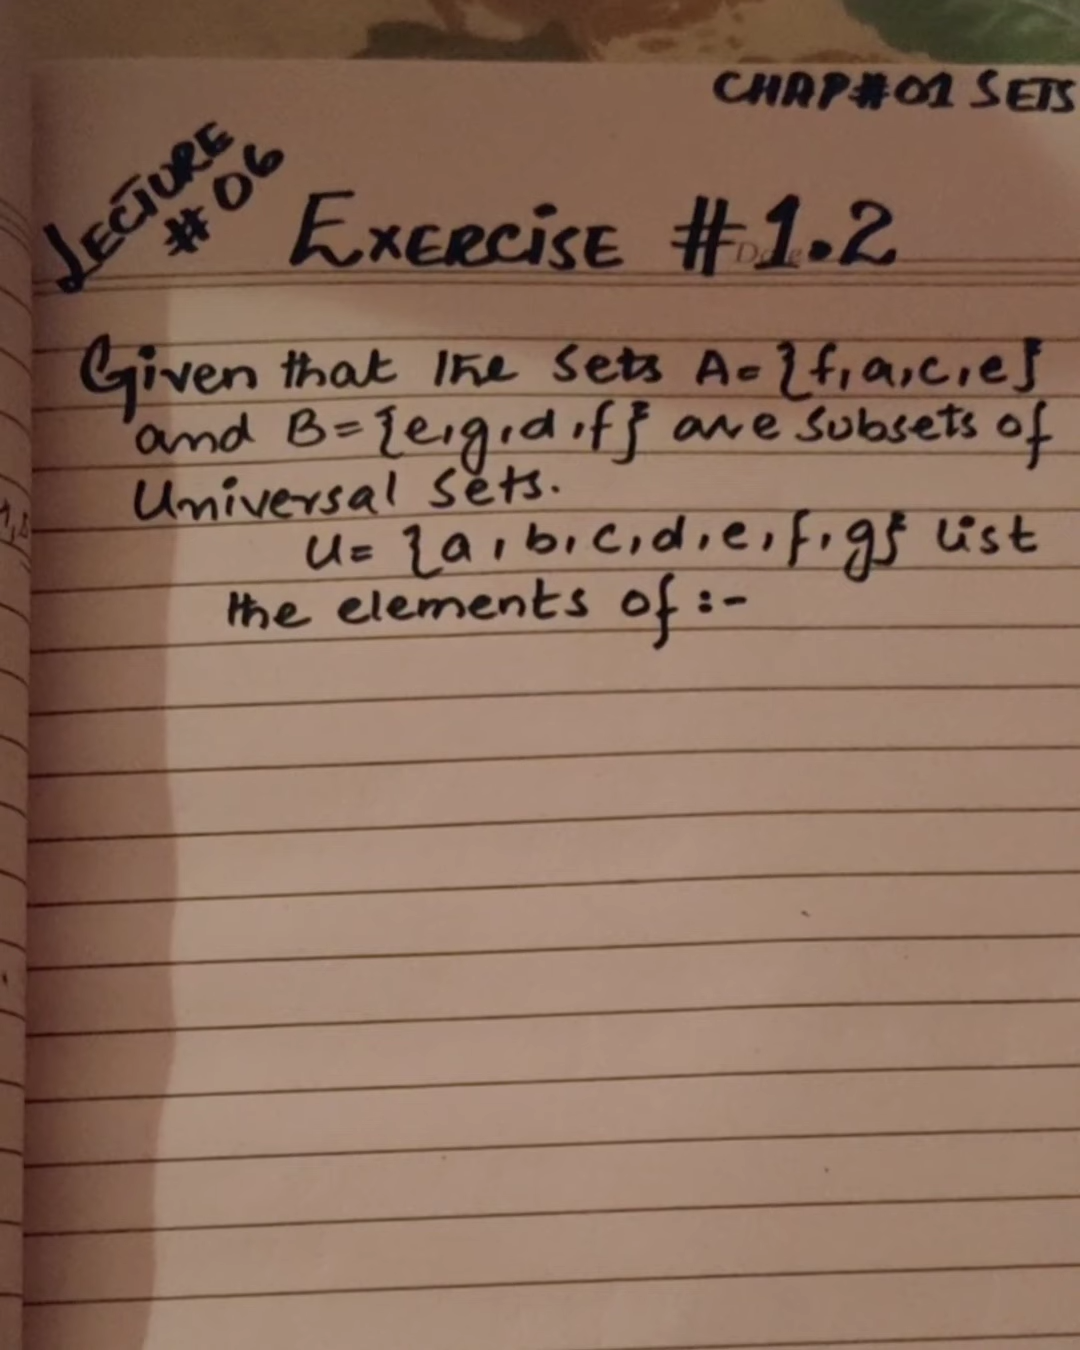 CHAP#01 SETS
LECTURE
#06
EXERCISE #1.2
Given that the Sets A={f,a,c,e}
and B={e,g,d,f} are subsets of
Universal sets.
U= {a,b,c,d,e,f,g} list
the elements of :-